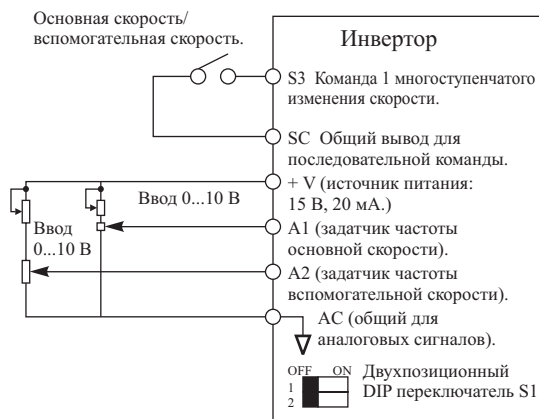 Основная скорость/
вспомогательная скорость.
Инвертор
S3 Команда 1 многоступенчатого
изменения скорости.
SC Общий вывод для
последовательной команды.
+ V (источник питания:
15 В, 20 мА.)
Ввод 0...10 В
A1 (задатчик частоты
основной скорости).
Ввод
0...10 В
A2 (задатчик частоты
вспомогательной скорости).
AC (общий для
аналоговых сигналов).
OFF ON
1
2
Двухпозиционный
DIP переключатель S1